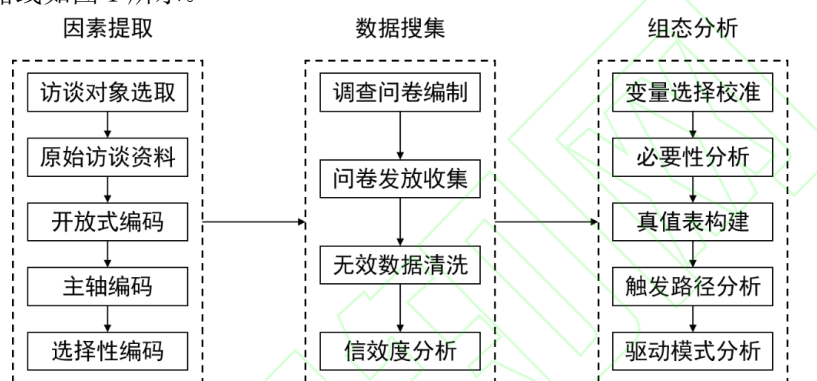 因素提取
数据搜集
组态分析
访谈对象选取
原始访谈资料
开放式编码
主轴编码
选择性编码
调查问卷编制
问卷发放收集
无效数据清洗
信效度分析
变量选择校准
必要性分析
真值表构建
触发路径分析
驱动模式分析